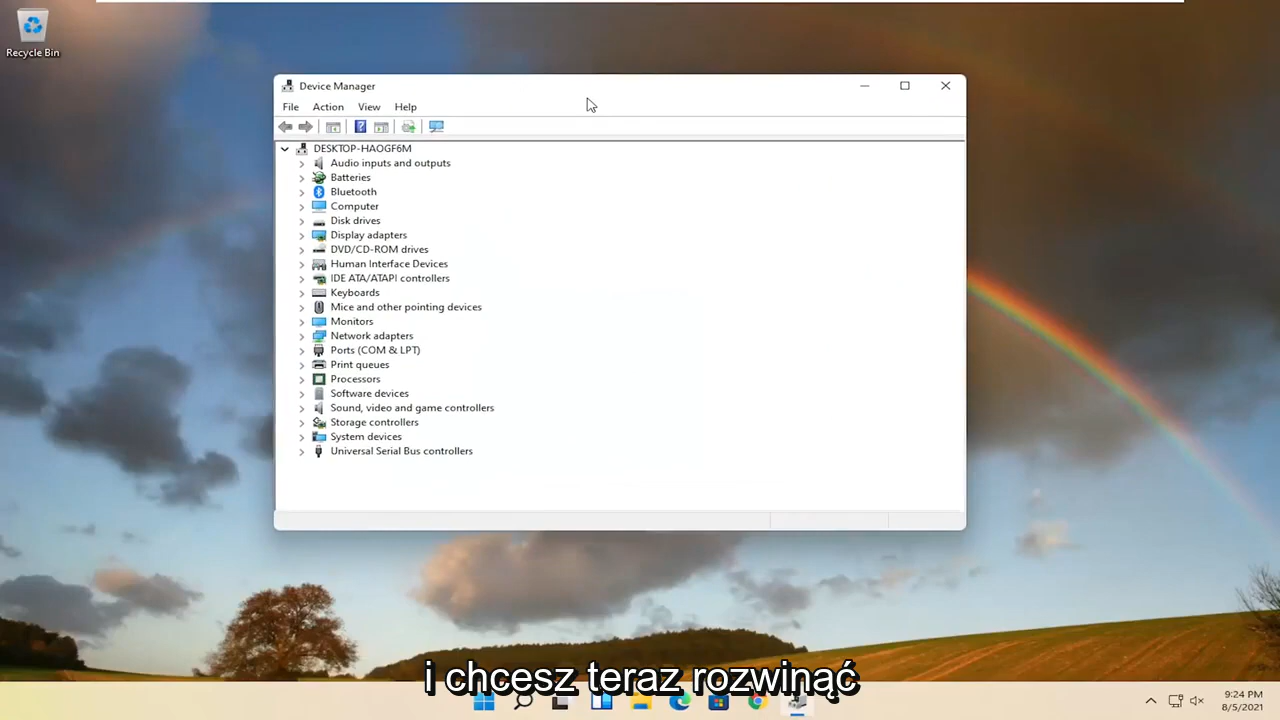 Recycle Bin
Device Manager
File Action View Help
DESKTOP-HAOGF6M
Audio inputs and outputs
Batteries
Bluetooth
Computer
Disk drives
Display adapters
DVD/CD-ROM drives
Human Interface Devices
IDE ATA/ATAPI controllers
Keyboards
Mice and other pointing devices
Monitors
Network adapters
Ports (COM & LPT)
Print queues
Processors
Software devices
Sound, video and game controllers
Storage controllers
System devices
Universal Serial Bus controllers
i chcesz teraz rozwinąć
9:24 PM
8/5/2021